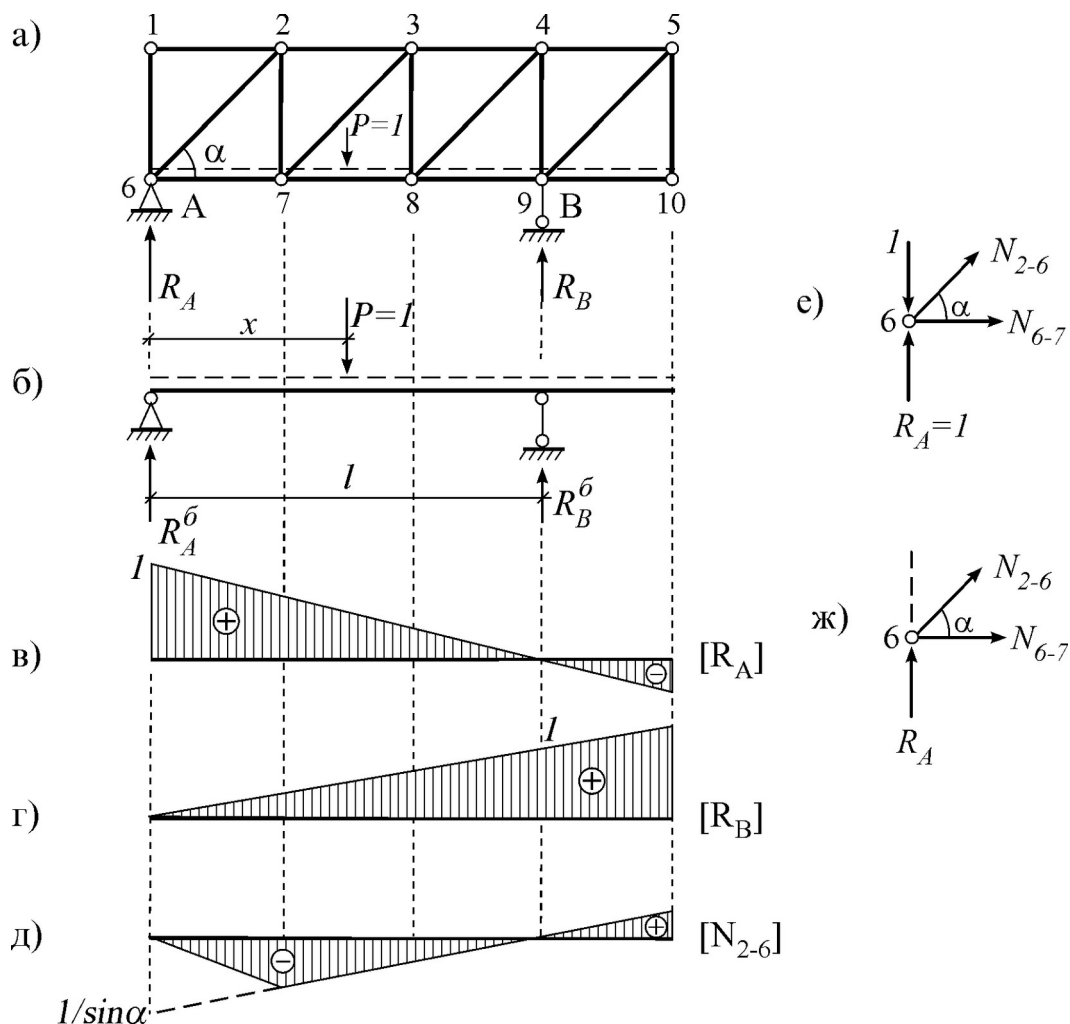 а)
1 2 3 4 5
P=1
α
6 A 7 8 9 B 10
R_A R_B
x P=1
б)
l
R_A^б R_B^б
1
+
−
в) [R_A]
1
+
г) [R_B]
−
+
д) [N_2-6]
1/sinα
е)
1
N_2-6
α
6
N_6-7
R_A=1
ж)
N_2-6
α
6
N_6-7
R_A